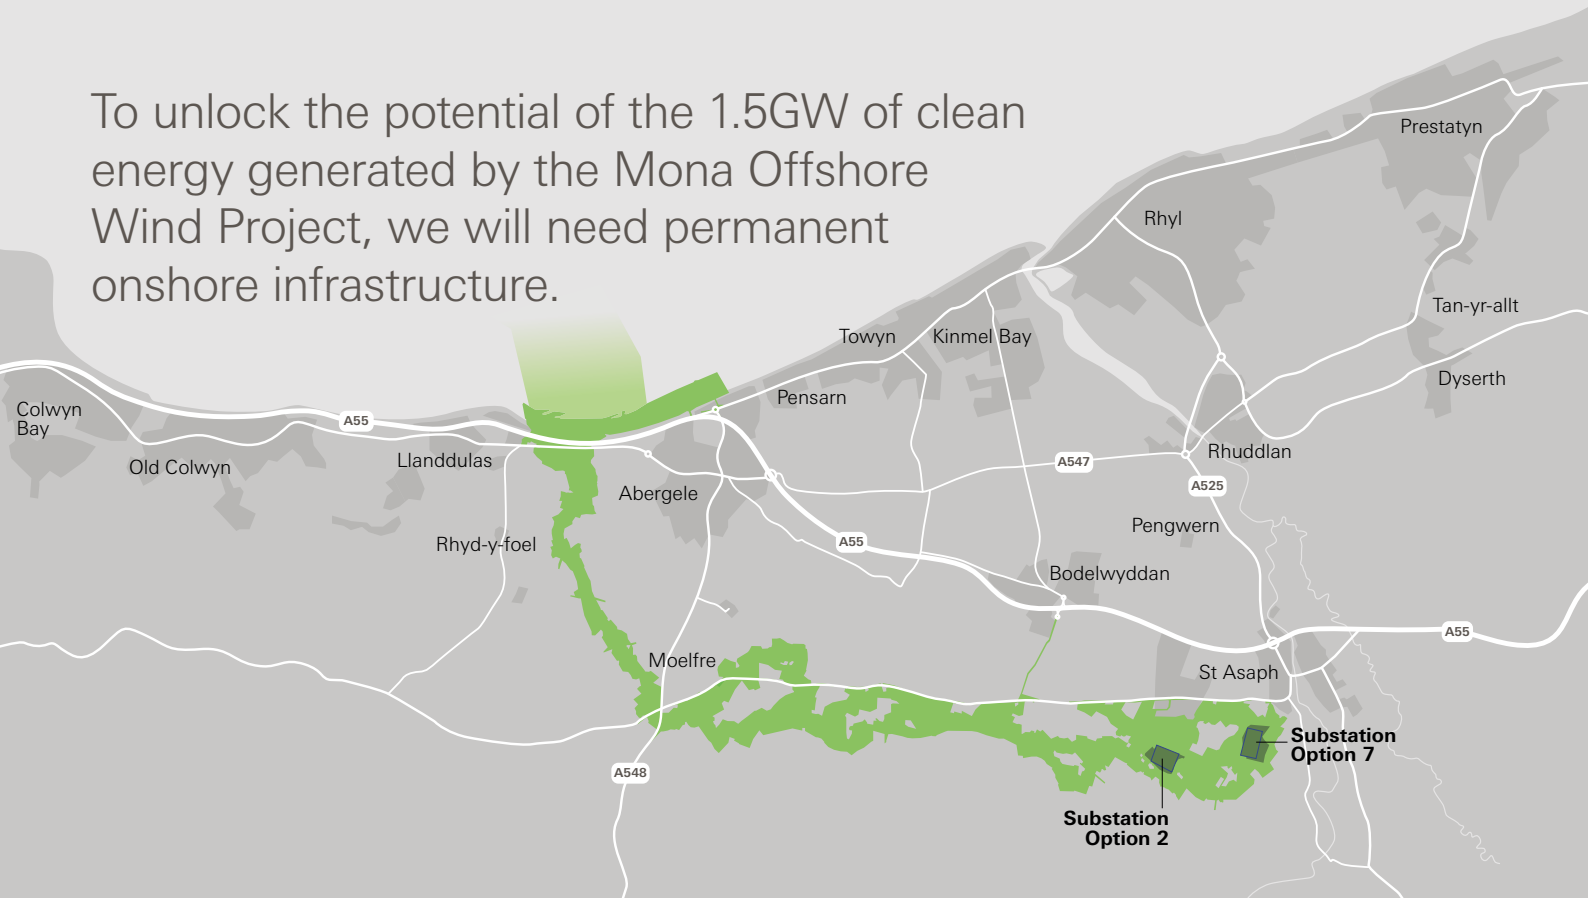 To unlock the potential of the 1.5GW of clean
energy generated by the Mona Offshore
Wind Project, we will need permanent
onshore infrastructure.
Prestatyn
Rhyl
Tan-yr-allt
Towyn
Kinmel Bay
Dyserth
Pensarn
Colwyn
Bay
A55
Old Colwyn
Llanddulas
Rhuddlan
A547
A525
Abergele
Pengwern
Rhyd-y-foel
A55
Bodelwyddan
A55
Moelfre
St Asaph
Substation
Option 7
A548
Substation
Option 2